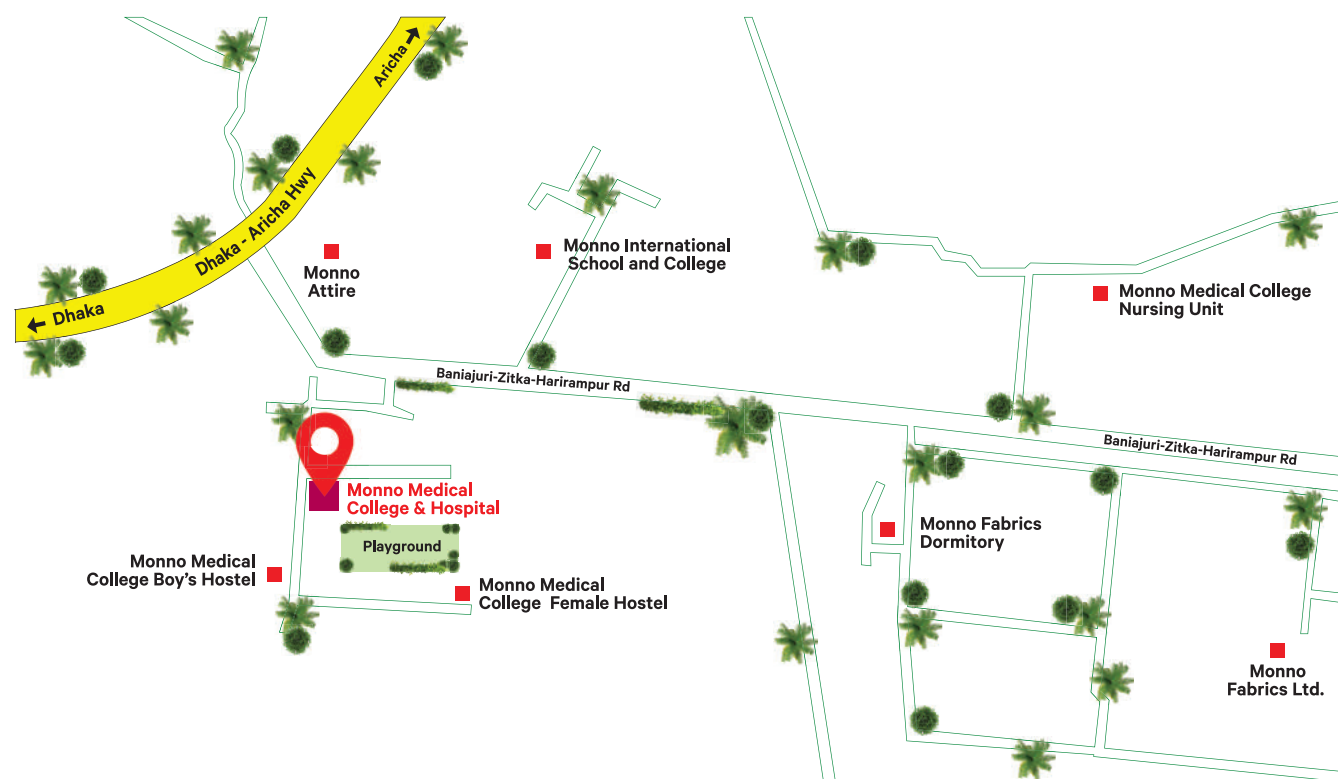 Aricha
Dhaka - Aricha Hwy
Dhaka
Monno
Attire
Monno International
School and College
Monno Medical College
Nursing Unit
Baniajuri-Zitka-Harirampur Rd
Baniajuri-Zitka-Harirampur Rd
Monno Medical
College & Hospital
Playground
Monno Medical
College Boy's Hostel
Monno Medical
College Female Hostel
Monno Fabrics
Dormitory
Monno
Fabrics Ltd.